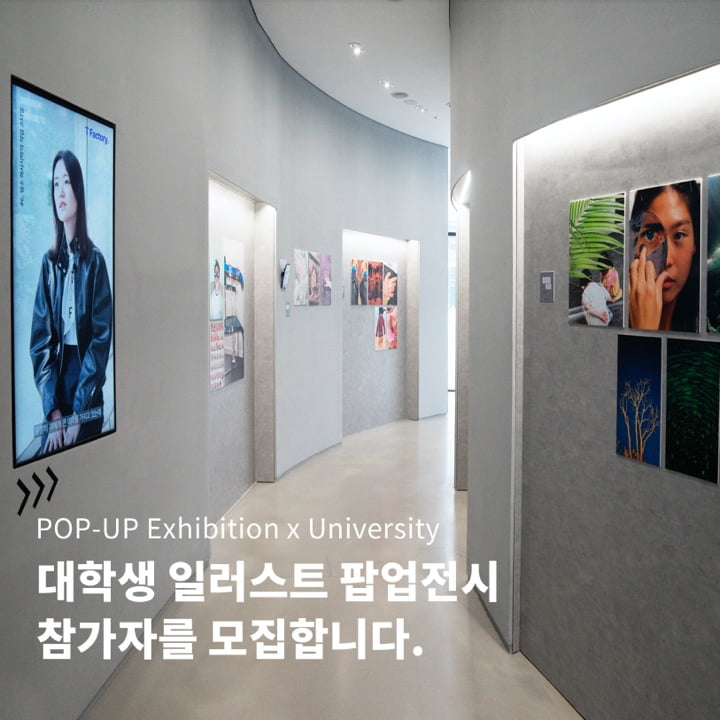 T Factory.
POP-UP Exhibition x University
대학생 일러스트 팝업전시
참가자를 모집합니다.